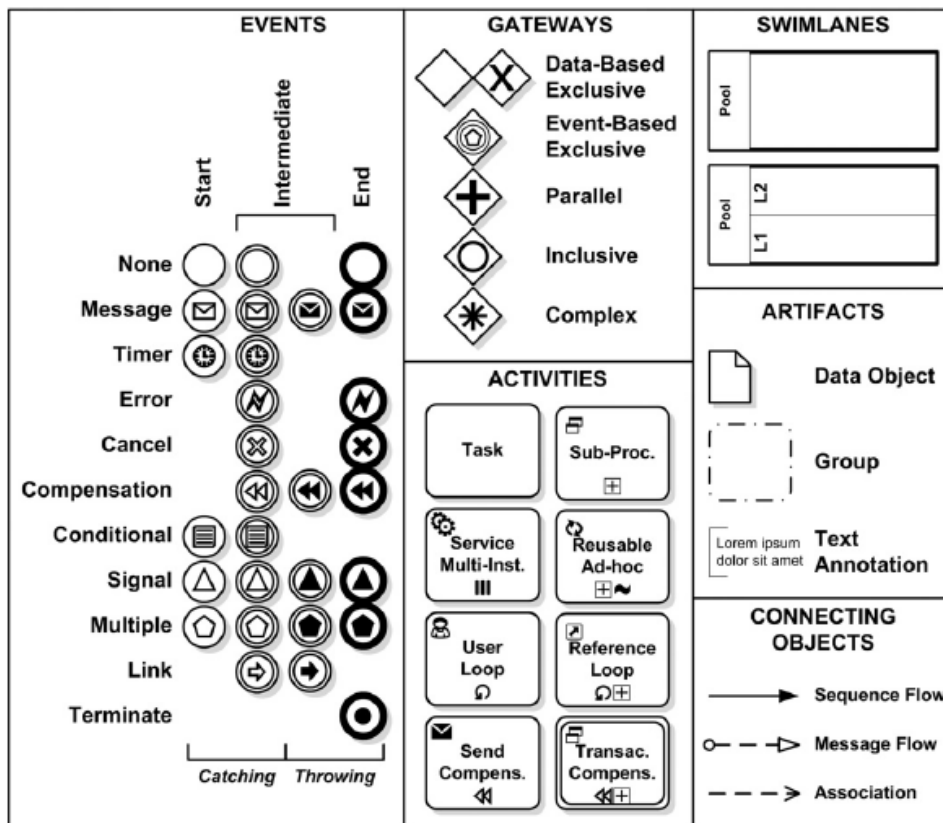 EVENTS
Start
Intermediate
End
None
Message
Timer
Error
Cancel
Compensation
Conditional
Signal
Multiple
Link
Terminate
Catching
Throwing
GATEWAYS
Data-Based
Exclusive
Event-Based
Exclusive
Parallel
Inclusive
Complex
ACTIVITIES
Task
Sub-Proc.
Service
Multi-Inst.
Reusable
Ad-hoc
User
Loop
Reference
Loop
Send
Compens.
Transac.
Compens.
SWIMLANES
Pool
Pool
L2
L1
ARTIFACTS
Data Object
Group
Lorem ipsum
dolor sit amet
Text
Annotation
CONNECTING
OBJECTS
Sequence Flow
Message Flow
Association